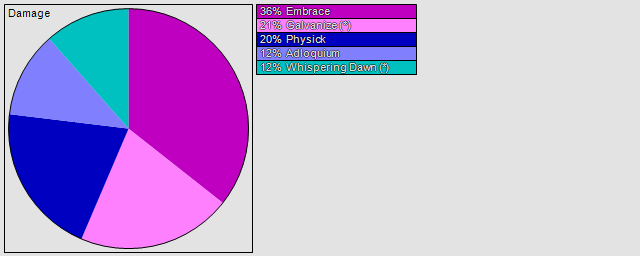 Damage
36% Embrace
21% Galvanize (*)
20% Physick
12% Adloquium
12% Whispering Dawn (*)